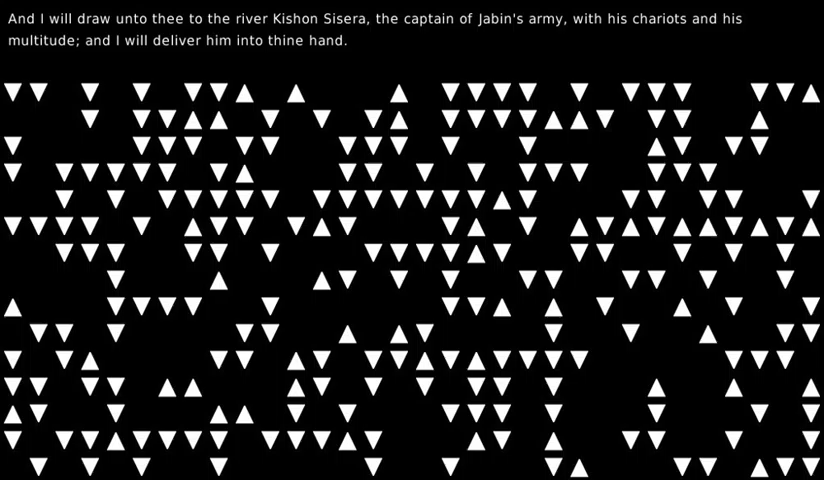 And I will draw unto thee to the river Kishon Sisera, the captain of Jabin's army, with his chariots and his
multitude; and I will deliver him into thine hand.